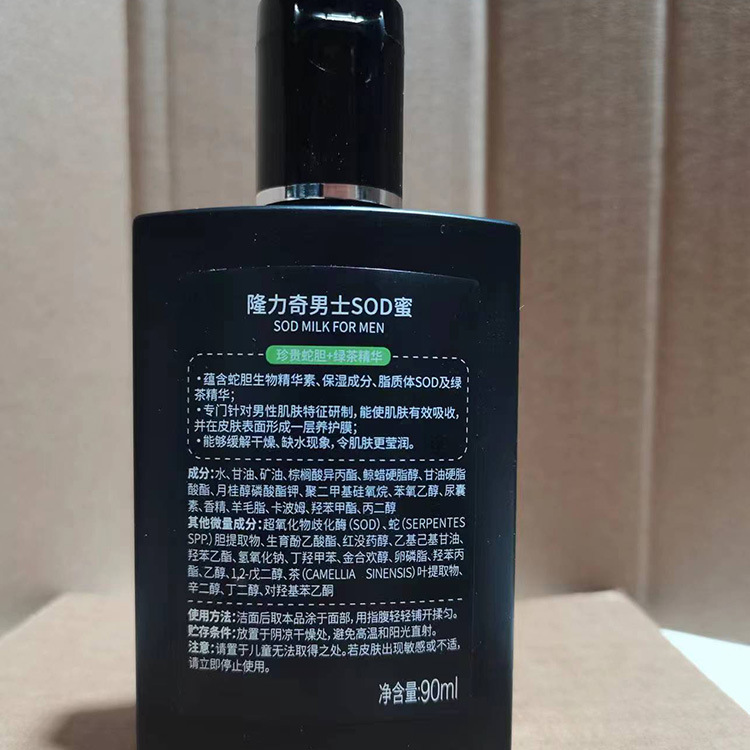 隆力奇男士SOD蜜
SOD MILK FOR MEN
珍贵蛇胆+绿茶精华
•蕴含蛇胆生物精华素、保湿成分、脂质体SOD及绿
茶精华；
•专门针对男性肌肤特征研制，能使肌肤有效吸收，
并在皮肤表面形成一层养护膜；
•能够缓解干燥、缺水现象，令肌肤更莹润。
成分：水、甘油、矿油、棕榈酸异丙酯、鲸蜡硬脂醇、甘油硬脂
酸酯、月桂醇磷酸酯钾、聚二甲基硅氧烷、苯氧乙醇、尿囊
素、香精、羊毛脂、卡波姆、羟苯甲酯、丙二醇
其他微量成分：超氧化物歧化酶（SOD）、蛇（SERPENTES
SPP.）胆提取物、生育酚乙酸酯、红没药醇、乙基己基甘油、
羟苯乙酯、氢氧化钠、丁羟甲苯、金合欢醇、卵磷脂、羟苯丙
酯、乙醇、1,2-戊二醇、茶（CAMELLIA SINENSIS）叶提取物、
辛二醇、丁二醇、对羟基苯乙酮
使用方法：洁面后取本品涂于面部，用指腹轻轻铺开揉匀。
贮存条件：放置于阴凉干燥处，避免高温和阳光直射。
注意：请置于儿童无法取得之处。若皮肤出现敏感或不适，
请立即停止使用。
净含量：90ml